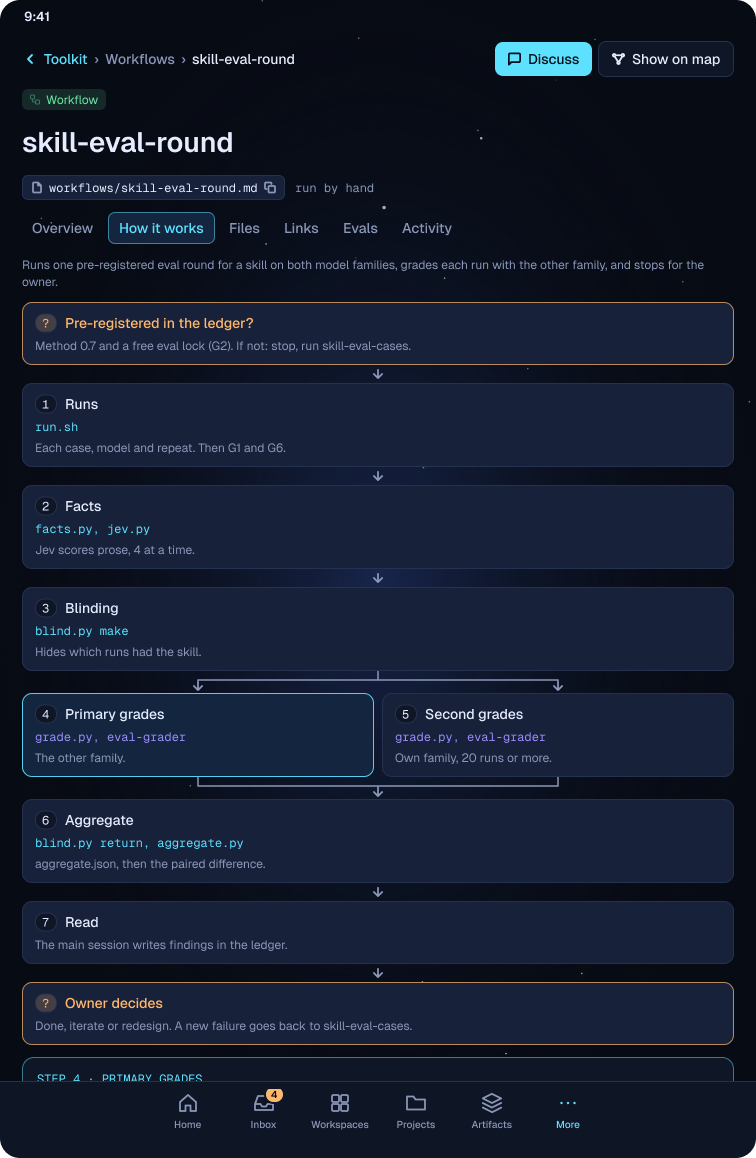 9:41
Toolkit › Workflows › skill-eval-round
Discuss
Show on map
Workflow
skill-eval-round
workflows/skill-eval-round.md
run by hand
Overview
How it works
Files
Links
Evals
Activity
Runs one pre-registered eval round for a skill on both model families, grades each run with the other family, and stops for the
owner.
? Pre-registered in the ledger?
Method 0.7 and a free eval lock (G2). If not: stop, run skill-eval-cases.
1 Runs
run.sh
Each case, model and repeat. Then G1 and G6.
2 Facts
facts.py, jev.py
Jev scores prose, 4 at a time.
3 Blinding
blind.py make
Hides which runs had the skill.
4 Primary grades
grade.py, eval-grader
The other family.
5 Second grades
grade.py, eval-grader
Own family, 20 runs or more.
6 Aggregate
blind.py return, aggregate.py
aggregate.json, then the paired difference.
7 Read
The main session writes findings in the ledger.
? Owner decides
Done, iterate or redesign. A new failure goes back to skill-eval-cases.
STEP 4 · PRIMARY GRADES
Home
4
Inbox
Workspaces
Projects
Artifacts
More